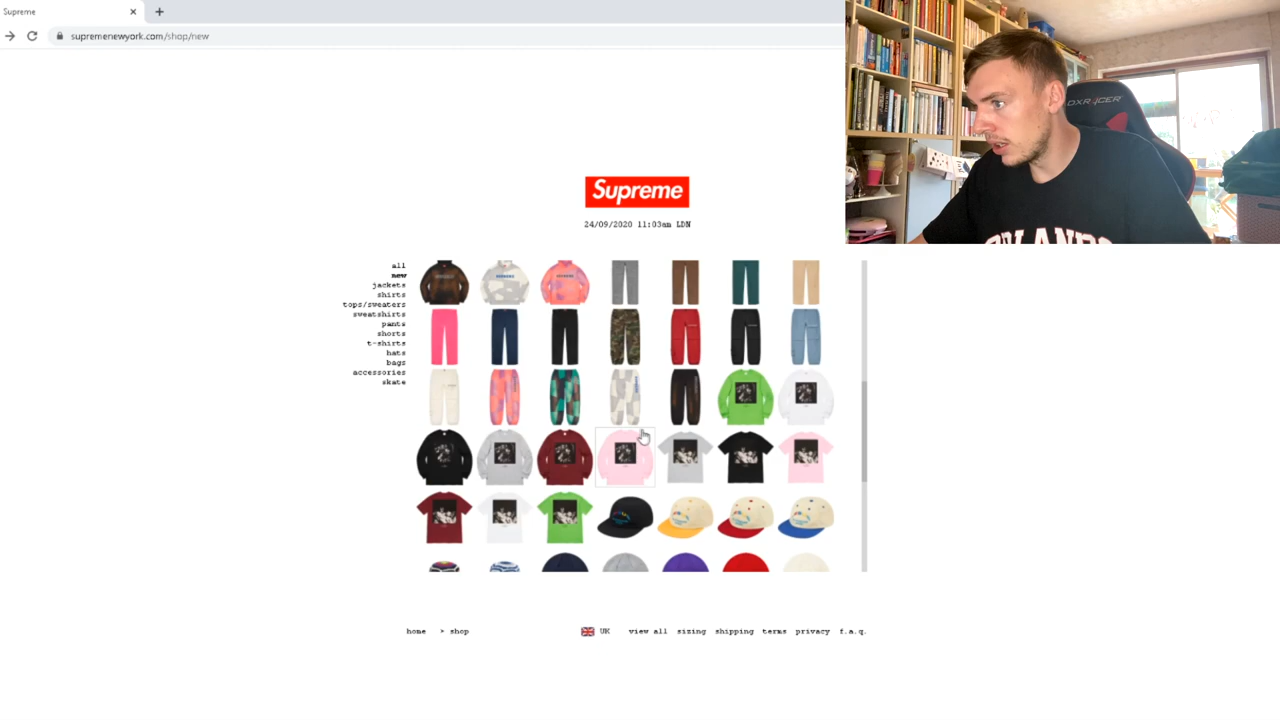 Supreme
supremenewyork.com/shop/new
DXRACER
Supreme
24/09/2020 11:03am LDN
all
new
jackets
shirts
tops/sweaters
sweatshirts
pants
shorts
t-shirts
hats
bags
accessories
skate
home > shop
UK view all sizing shipping terms privacy f.a.q.